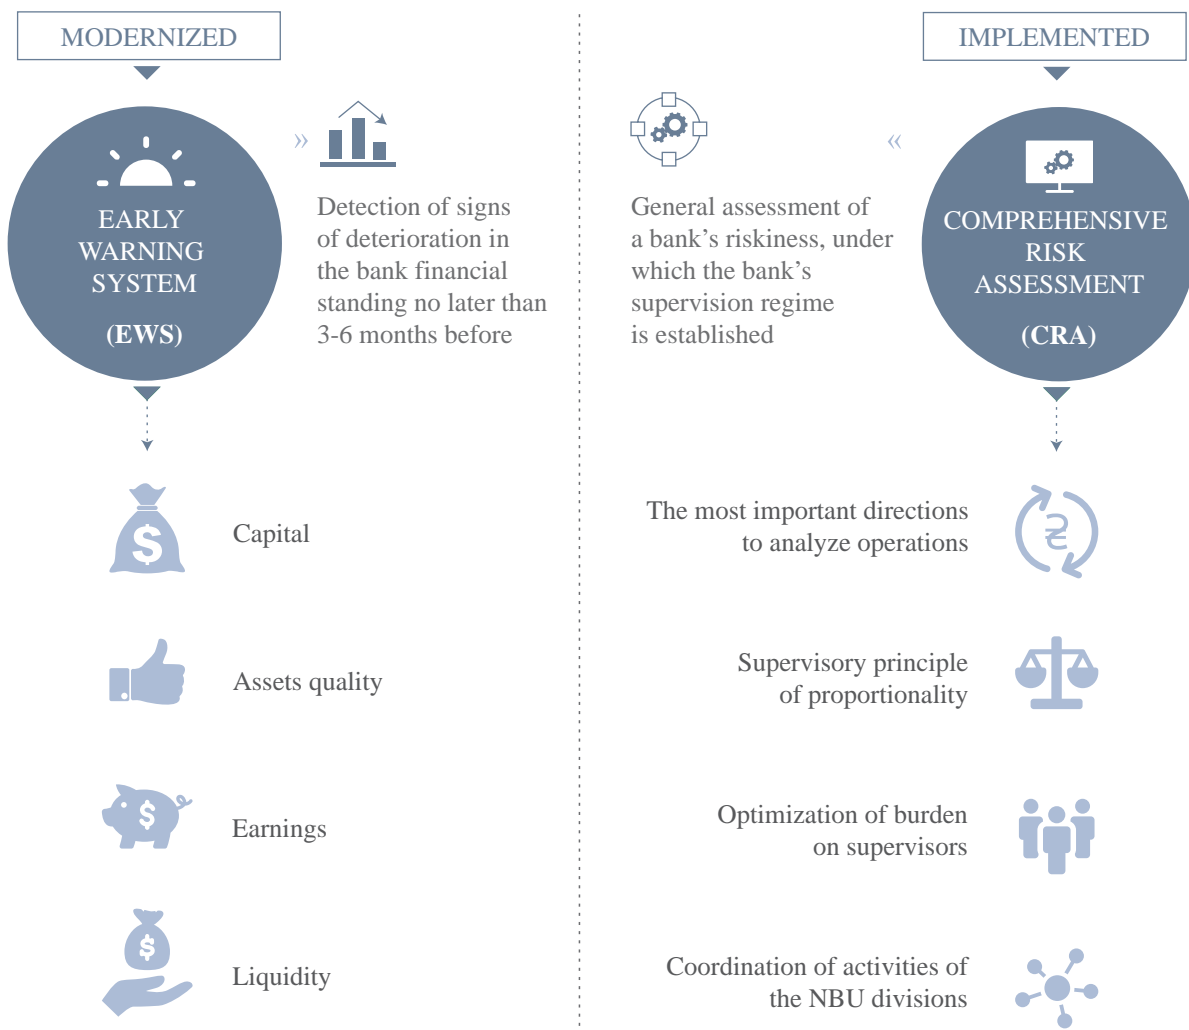 MODERNIZED
EARLY
WARNING
SYSTEM
(EWS)
»
Detection of signs
of deterioration in
the bank financial
standing no later than
3-6 months before
$
Capital
Assets quality
$
Earnings
$
Liquidity
IMPLEMENTED
COMPREHENSIVE
RISK
ASSESSMENT
(CRA)
«
General assessment of
a bank’s riskiness, under
which the bank’s
supervision regime
is established
The most important directions
to analyze operations
₴
Supervisory principle
of proportionality
Optimization of burden
on supervisors
Coordination of activities of
the NBU divisions